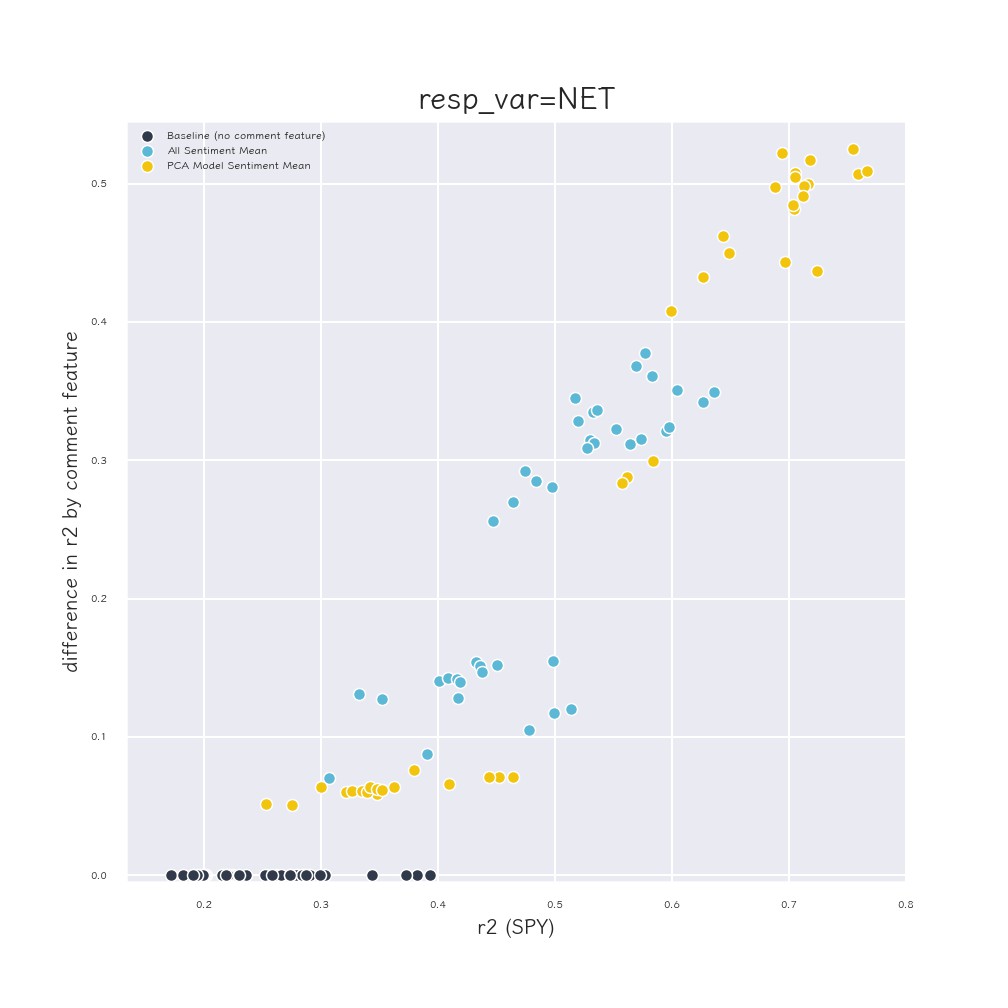 resp_var=NET
Baseline (no comment feature)
All Sentiment Mean
PCA Model Sentiment Mean
difference in r2 by comment feature
0.5
0.4
0.3
0.2
0.1
0.0
0.2 0.3 0.4 0.5 0.6 0.7 0.8
r2 (SPY)